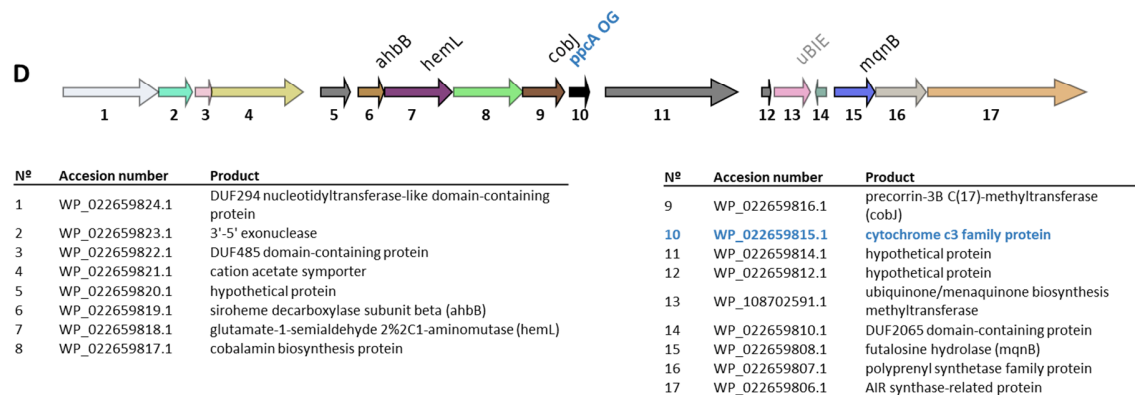 D
ahbB
hemL
cobJ
ppcA OG
uBIE
mqnB
1 2 3 4 5 6 7 8 9 10 11 12 13 14 15 16 17
Nº Accesion number Product
1 WP_022659824.1 DUF294 nucleotidyltransferase-like domain-containing
protein
2 WP_022659823.1 3'-5' exonuclease
3 WP_022659822.1 DUF485 domain-containing protein
4 WP_022659821.1 cation acetate symporter
5 WP_022659820.1 hypothetical protein
6 WP_022659819.1 siroheme decarboxylase subunit beta (ahbB)
7 WP_022659818.1 glutamate-1-semialdehyde 2%2C1-aminomutase (hemL)
8 WP_022659817.1 cobalamin biosynthesis protein
Nº Accesion number Product
9 WP_022659816.1 precorrin-3B C(17)-methyltransferase
(cobJ)
10 WP_022659815.1 cytochrome c3 family protein
11 WP_022659814.1 hypothetical protein
12 WP_022659812.1 hypothetical protein
13 WP_108702591.1 ubiquinone/menaquinone biosynthesis
methyltransferase
14 WP_022659810.1 DUF2065 domain-containing protein
15 WP_022659808.1 futalosine hydrolase (mqnB)
16 WP_022659807.1 polyprenyl synthetase family protein
17 WP_022659806.1 AIR synthase-related protein